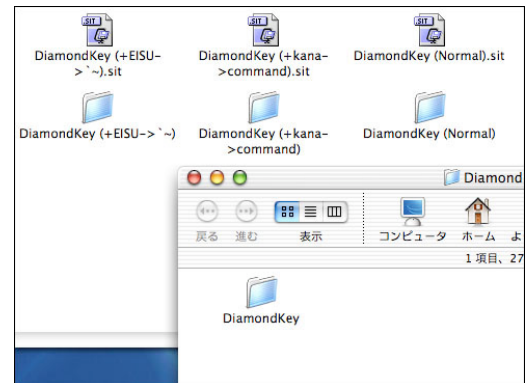 SIT
SIT
SIT
DiamondKey (+EISU-
>`~).sit
DiamondKey (+kana-
>command).sit
DiamondKey (Normal).sit
DiamondKey (+EISU->`~)
DiamondKey (+kana-
>command)
DiamondKey (Normal)
Diamond
戻る
進む
表示
コンピュータ
ホーム
よ
1 項目、27
DiamondKey